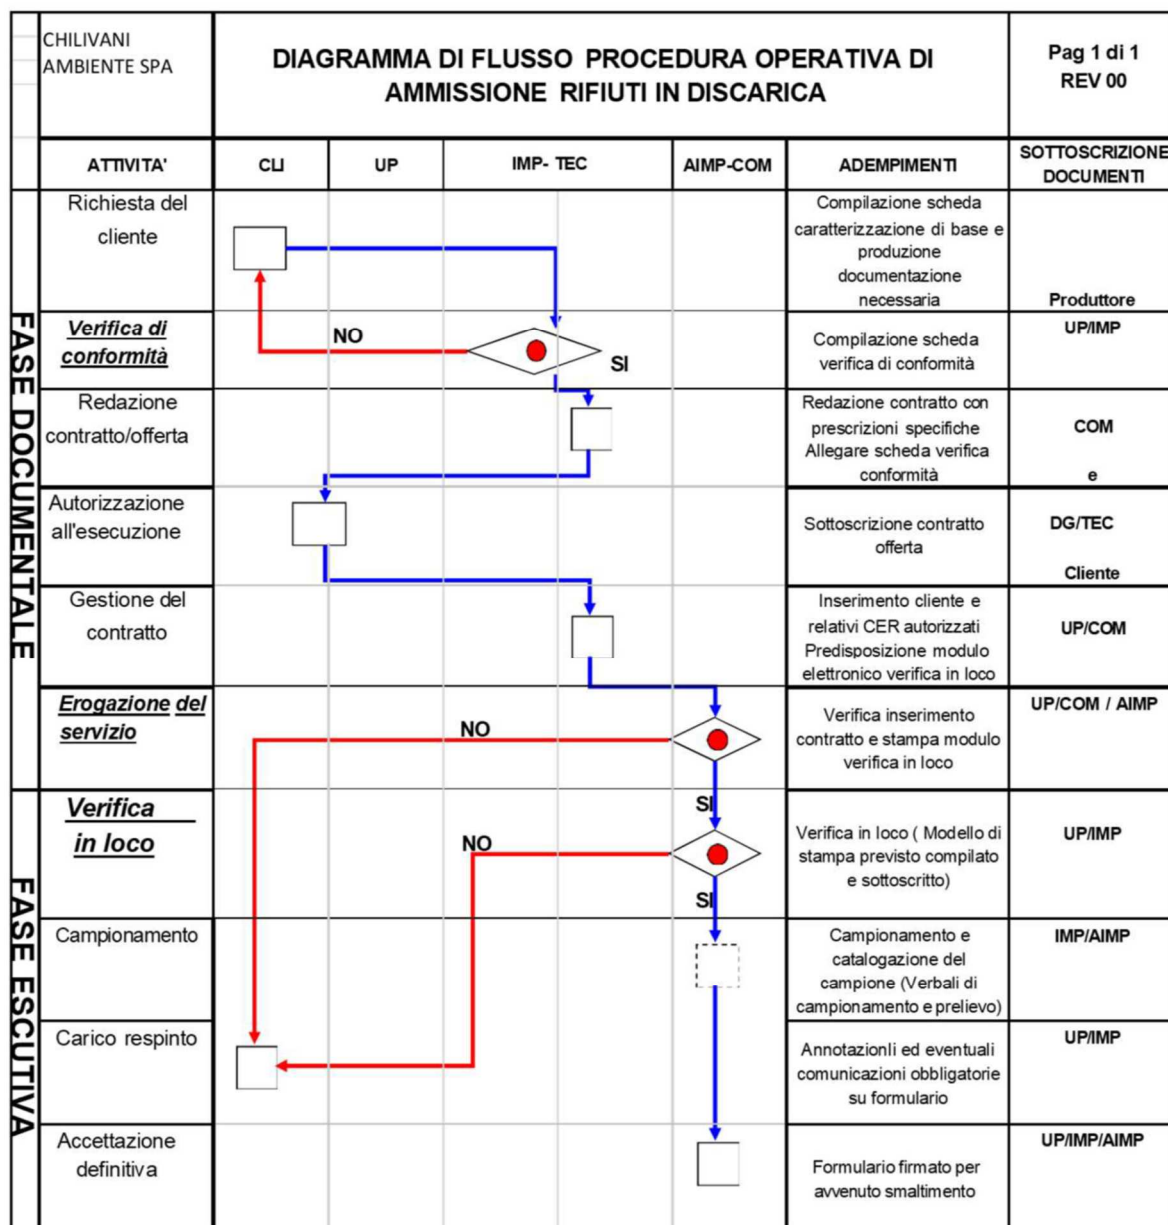 CHILIVANI
AMBIENTE SPA
DIAGRAMMA DI FLUSSO PROCEDURA OPERATIVA DI
AMMISSIONE RIFIUTI IN DISCARICA
Pag 1 di 1
REV 00
ATTIVITA'
CLI
UP
IMP- TEC
AIMP-COM
ADEMPIMENTI
SOTTOSCRIZIONE
DOCUMENTI
FASE DOCUMENTALE
Richiesta del
cliente
Compilazione scheda
caratterizzazione di base e
produzione
documentazione
necessaria
Produttore
Verifica di
conformità
NO
SI
Compilazione scheda
verifica di conformità
UP/IMP
Redazione
contratto/offerta
Redazione contratto con
prescrizioni specifiche
Allegare scheda verifica
conformità
COM
e
Autorizzazione
all'esecuzione
Sottoscrizione contratto
offerta
DG/TEC
Cliente
Gestione del
contratto
Inserimento cliente e
relativi CER autorizzati
Predisposizione modulo
elettronico verifica in loco
UP/COM
Erogazione del
servizio
NO
SI
Verifica inserimento
contratto e stampa modulo
verifica in loco
UP/COM / AIMP
FASE ESCUTIVA
Verifica
in loco
NO
SI
Verifica in loco ( Modello di
stampa previsto compilato
e sottoscritto)
UP/IMP
Campionamento
Campionamento e
catalogazione del
campione (Verbali di
campionamento e prelievo)
IMP/AIMP
Carico respinto
Annotazionli ed eventuali
comunicazioni obbligatorie
su formulario
UP/IMP
Accettazione
definitiva
Formulario firmato per
avvenuto smaltimento
UP/IMP/AIMP